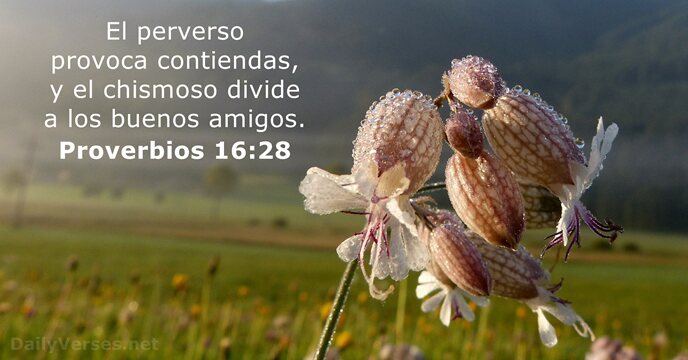 El perverso
provoca contiendas,
y el chismoso divide
a los buenos amigos.
Proverbios 16:28
DailyVerses.net